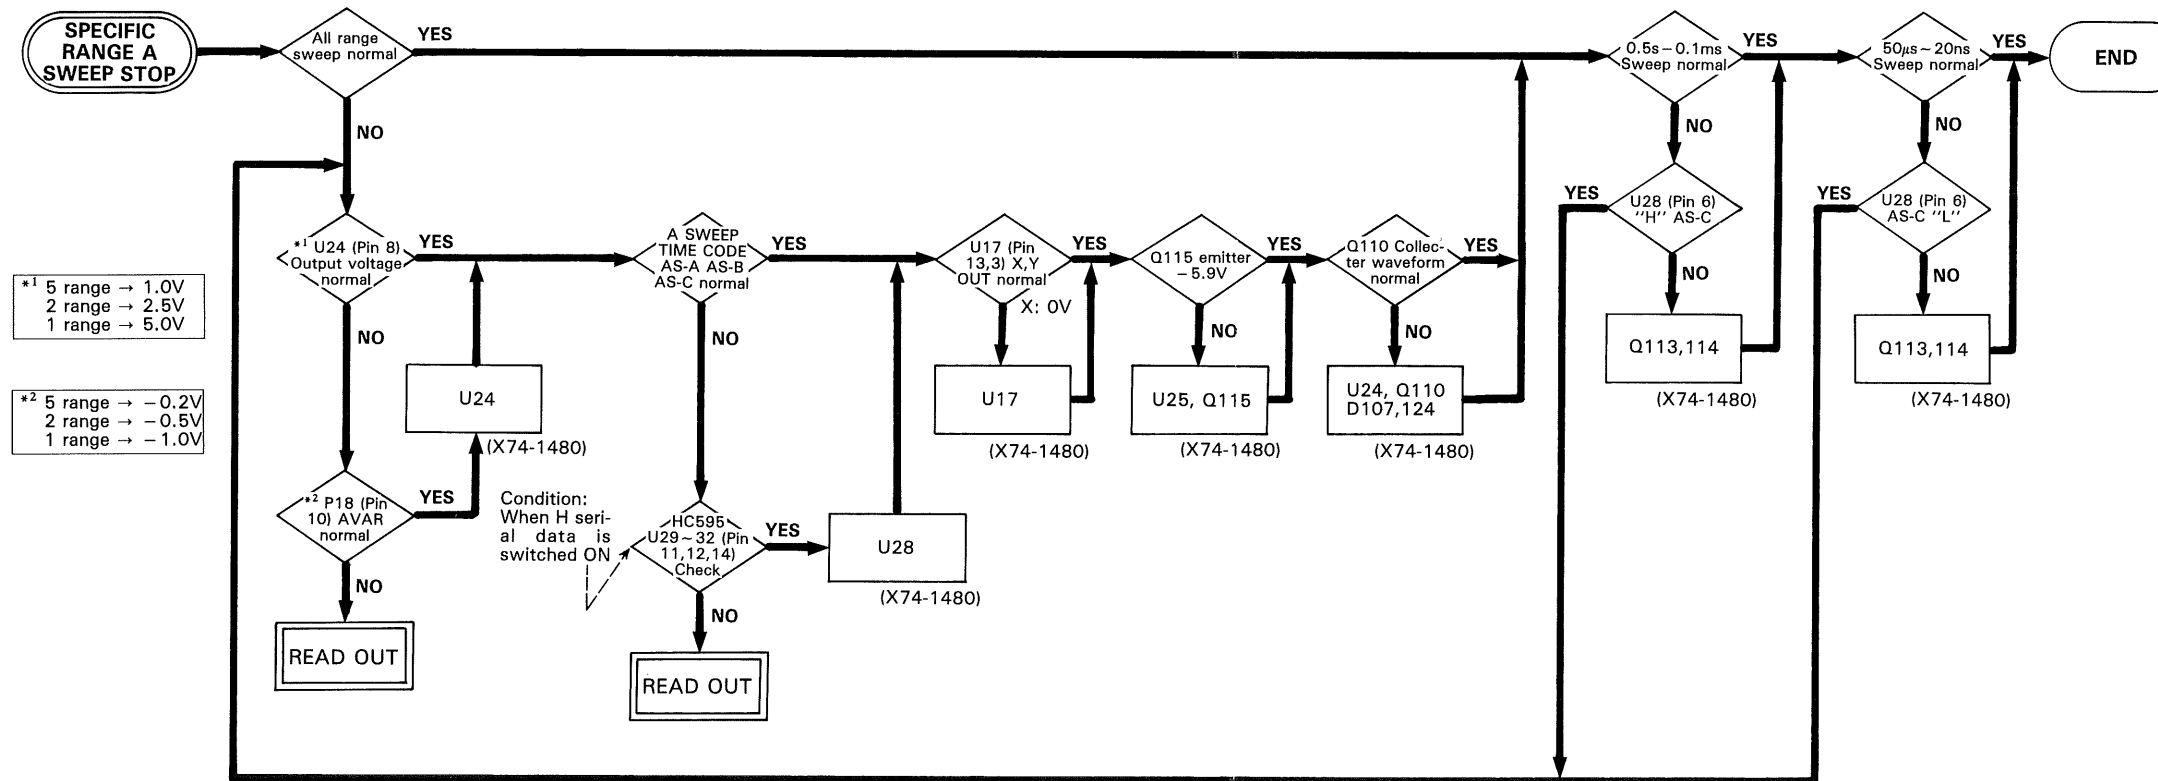 SPECIFIC
RANGE A
SWEEP STOP
All range
sweep normal
YES
NO
0.5s–0.1ms
Sweep normal
YES
NO
50μs~20ns
Sweep normal
YES
NO
END
*1 U24 (Pin 8)
Output voltage
normal
YES
NO
A SWEEP
TIME CODE
AS-A AS-B
AS-C normal
YES
NO
U17 (Pin
13,3) X,Y
OUT normal
X: 0V
YES
Q115 emitter
–5.9V
YES
NO
Q110 Collec-
ter waveform
normal
YES
NO
YES
U28 (Pin 6)
"H" AS-C
NO
YES
U28 (Pin 6)
AS-C "L"
NO
*1 5 range → 1.0V
2 range → 2.5V
1 range → 5.0V
*2 5 range → –0.2V
2 range → –0.5V
1 range → –1.0V
U24
(X74-1480)
U17
(X74-1480)
U25, Q115
(X74-1480)
U24, Q110
D107,124
(X74-1480)
Q113,114
(X74-1480)
Q113,114
(X74-1480)
*2 P18 (Pin
10) AVAR
normal
YES
NO
Condition:
When H seri-
al data is
switched ON
HC595
U29~32 (Pin
11,12,14)
Check
YES
NO
U28
(X74-1480)
READ OUT
READ OUT